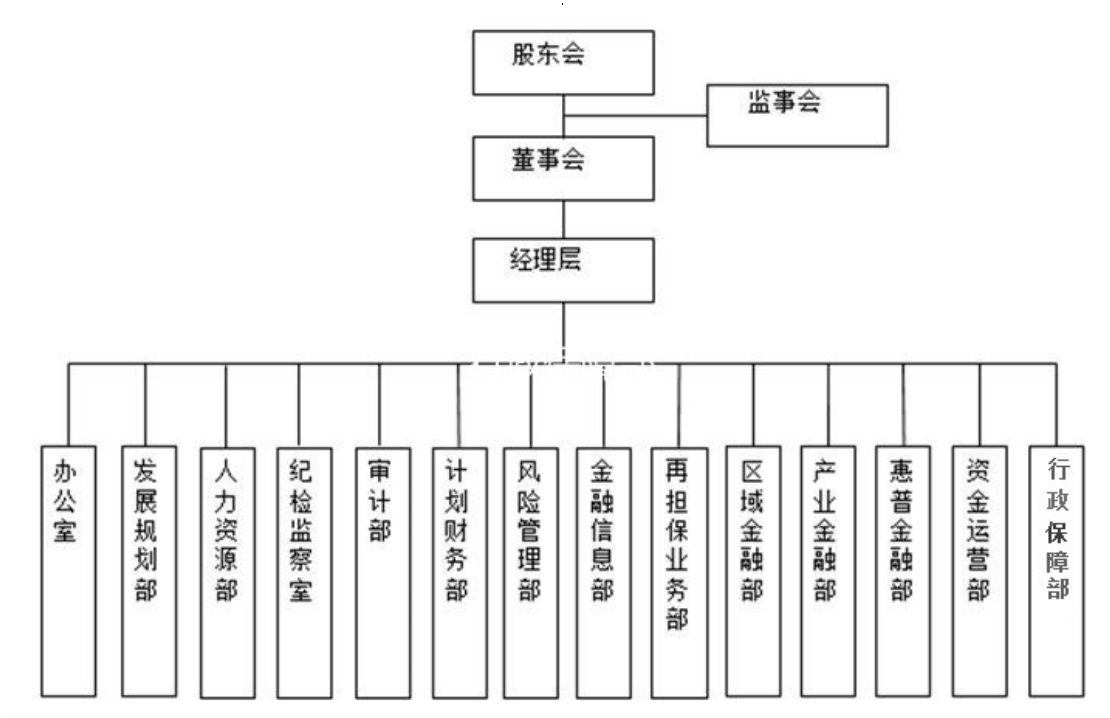 股东会
监事会
董事会
经理层
办公室
发展规划部
人力资源部
纪检监察室
审计部
计划财务部
风险管理部
金融信息部
再担保业务部
区域金融部
产业金融部
惠普金融部
资金运营部
行政保障部